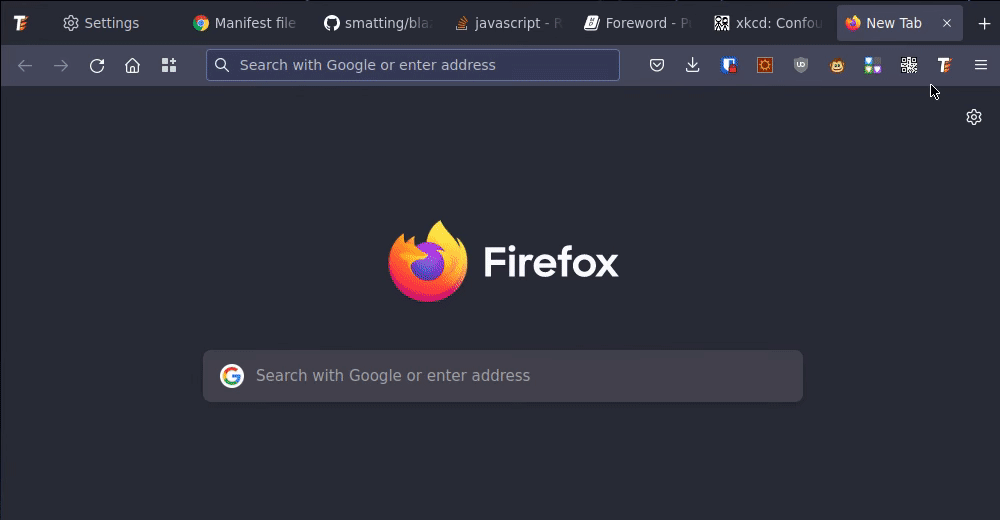 Settings
Manifest file
smatting/bla
javascript -
Foreword -
xkcd: Confou
New Tab
Search with Google or enter address
Firefox
Search with Google or enter address